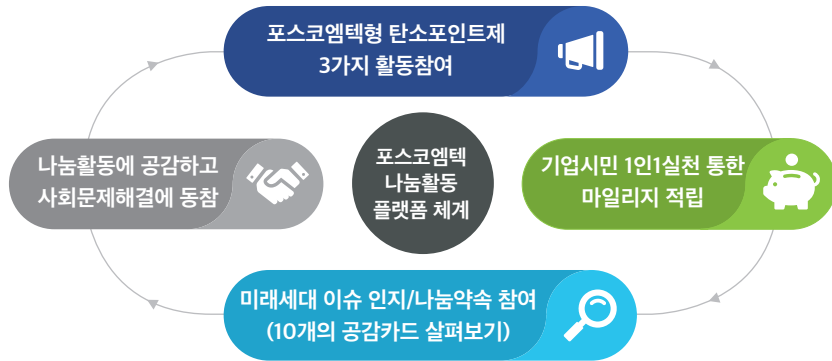 포스코엠텍형 탄소포인트제
3가지 활동참여
나눔활동에 공감하고
사회문제해결에 동참
포스코엠텍
나눔활동
플랫폼 체계
기업시민 1인1실천 통한
마일리지 적립
미래세대 이슈 인지/나눔약속 참여
(10개의 공감카드 살펴보기)